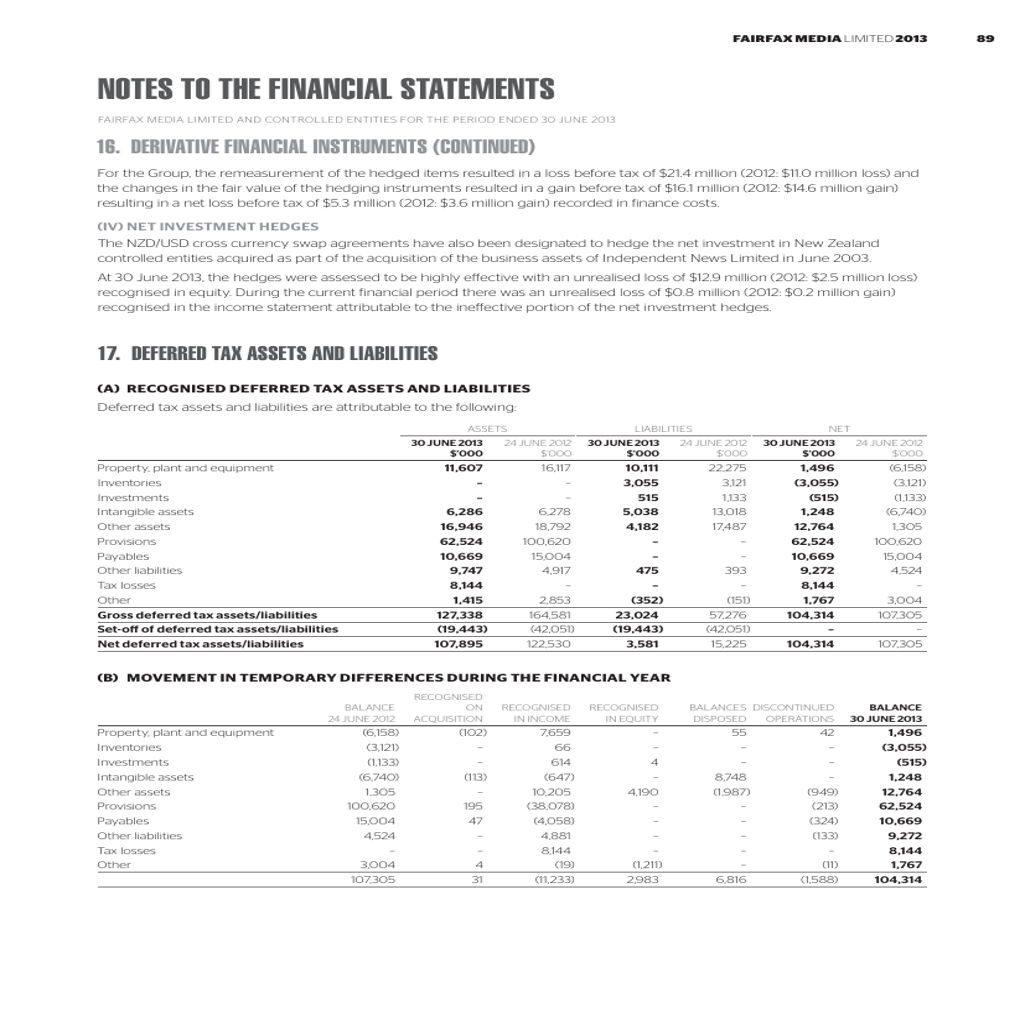 FAIRFAX MEDIA LIMITED 2013 89
NOTES TO THE FINANCIAL STATEMENTS
FAIRFAX MEDIA LIMITED AND CONTROLLED ENTITIES FOR THE PERIOD ENDED 30 JUNE 2013
16. DERIVATIVE FINANCIAL INSTRUMENTS (CONTINUED)
For the Group, the remeasurement of the hedged items resulted in a loss before tax of $21.4 million (2012: $11.0 million loss) and
the changes in the fair value of the hedging instruments resulted in a gain before tax of $16.1 million (2012: $14.6 million gain)
resulting in a net loss before tax of $5.3 million (2012: $3.6 million gain) recorded in finance costs.
(IV) NET INVESTMENT HEDGES
The NZD/USD cross currency swap agreements have also been designated to hedge the net investment in New Zealand
controlled entities acquired as part of the acquisition of the business assets of Independent News Limited in June 2003.
At 30 June 2013, the hedges were assessed to be highly effective with an unrealised loss of $12.9 million (2012: $2.5 million loss)
recognised in equity. During the current financial period there was an unrealised loss of $0.8 million (2012: $0.2 million gain)
recognised in the income statement attributable to the ineffective portion of the net investment hedges.
17. DEFERRED TAX ASSETS AND LIABILITIES
(A) RECOGNISED DEFERRED TAX ASSETS AND LIABILITIES
Deferred tax assets and liabilities are attributable to the following:
ASSETS LIABILITIES NET
30 JUNE 2013 24 JUNE 2012 30 JUNE 2013 24 JUNE 2012 30 JUNE 2013 24 JUNE 2012
$'000 $'000 $'000 $'000 $'000 $'000
Property, plant and equipment 11,607 16,117 10,111 22,275 1,496 (6,158)
Inventories – – 3,055 3,121 (3,055) (3,121)
Investments – – 515 1,133 (515) (1,133)
Intangible assets 6,286 6,278 5,038 13,018 1,248 (6,740)
Other assets 16,946 18,792 4,182 17,487 12,764 1,305
Provisions 62,524 100,620 – – 62,524 100,620
Payables 10,669 15,004 – – 10,669 15,004
Other liabilities 9,747 4,917 475 393 9,272 4,524
Tax losses 8,144 – – – 8,144 –
Other 1,415 2,853 (352) (151) 1,767 3,004
Gross deferred tax assets/liabilities 127,338 164,581 23,024 57,276 104,314 107,305
Set-off of deferred tax assets/liabilities (19,443) (42,051) (19,443) (42,051) – –
Net deferred tax assets/liabilities 107,895 122,530 3,581 15,225 104,314 107,305
(B) MOVEMENT IN TEMPORARY DIFFERENCES DURING THE FINANCIAL YEAR
RECOGNISED
BALANCE ON RECOGNISED RECOGNISED BALANCES DISCONTINUED BALANCE
24 JUNE 2012 ACQUISITION IN INCOME IN EQUITY DISPOSED OPERATIONS 30 JUNE 2013
Property, plant and equipment (6,158) (102) 7,659 – 55 42 1,496
Inventories (3,121) – 66 – – – (3,055)
Investments (1,133) – 614 4 – – (515)
Intangible assets (6,740) (113) (647) – 8,748 – 1,248
Other assets 1,305 – 10,205 4,190 (1,987) (949) 12,764
Provisions 100,620 195 (38,078) – – (213) 62,524
Payables 15,004 47 (4,058) – – (324) 10,669
Other liabilities 4,524 – 4,881 – – (133) 9,272
Tax losses – – 8,144 – – – 8,144
Other 3,004 4 (19) (1,211) – (11) 1,767
107,305 31 (11,233) 2,983 6,816 (1,588) 104,314